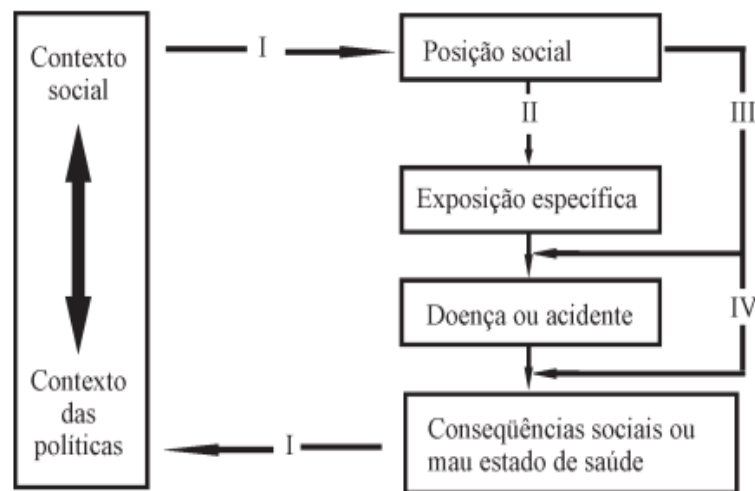 Contexto
social
I
Posição social
II
III
Exposição específica
Doença ou acidente
IV
Contexto
das
políticas
I
Conseqüências sociais ou
mau estado de saúde